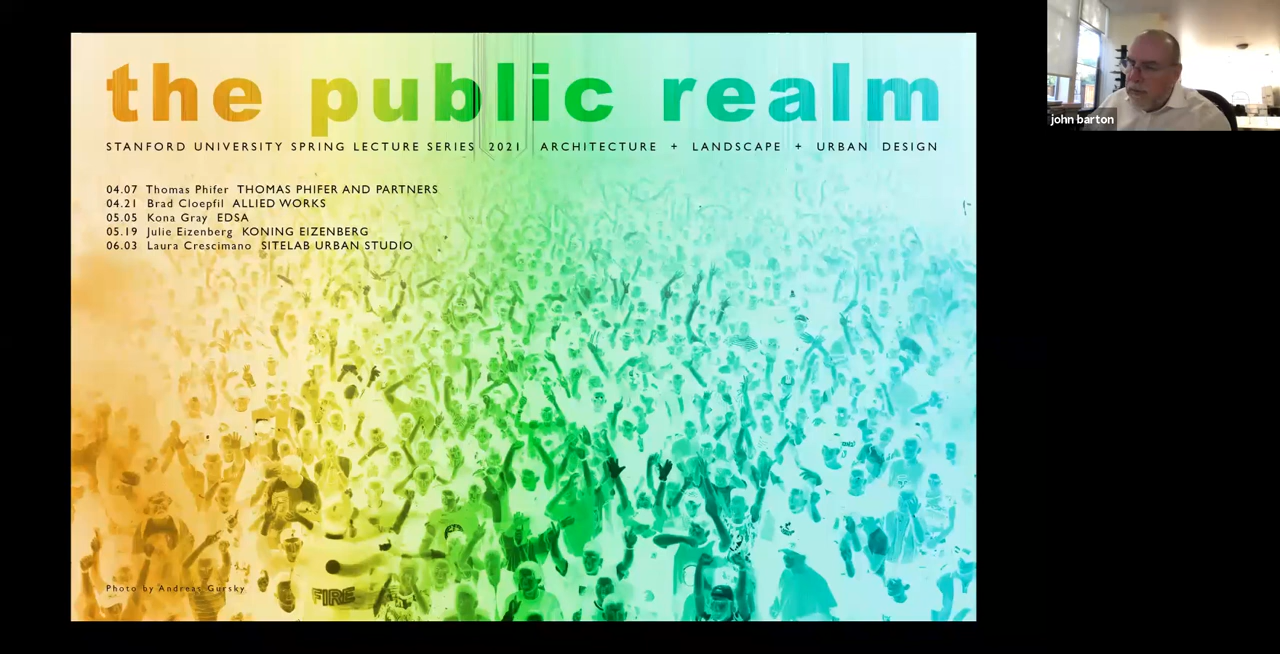 the public realm
STANFORD UNIVERSITY SPRING LECTURE SERIES 2021 ARCHITECTURE + LANDSCAPE + URBAN DESIGN
04.07 Thomas Phifer THOMAS PHIFER AND PARTNERS
04.21 Brad Cloepfil ALLIED WORKS
05.05 Kona Gray EDSA
05.19 Julie Eizenberg KONING EIZENBERG
06.03 Laura Crescimano SITELAB URBAN STUDIO
Photo by Andreas Gursky
FIRE
john barton